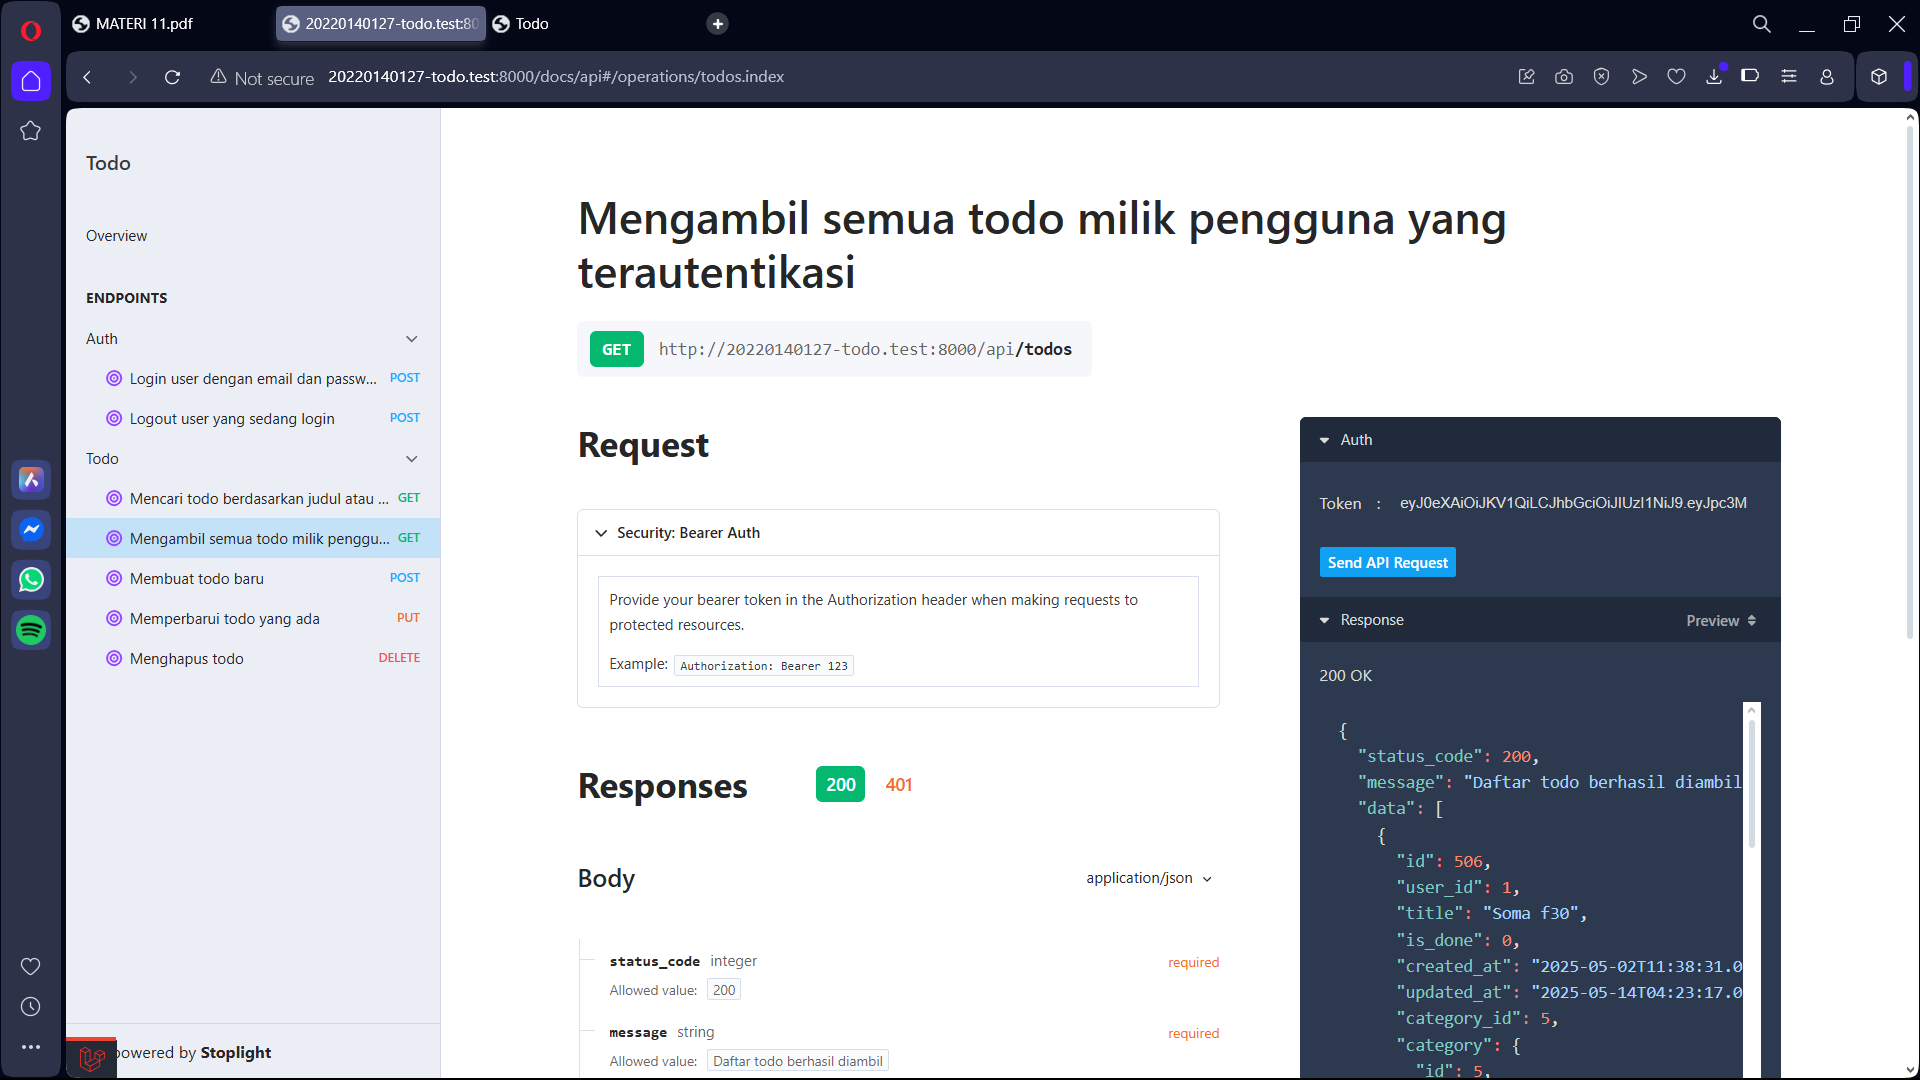 MATERI 11.pdf
20220140127-todo.test:80
Todo
Not secure
20220140127-todo.test:8000/docs/api#/operations/todos.index
Todo
Overview
ENDPOINTS
Auth
Login user dengan email dan passw... POST
Logout user yang sedang login POST
Todo
Mencari todo berdasarkan judul atau ... GET
Mengambil semua todo milik penggu... GET
Membuat todo baru POST
Memperbarui todo yang ada PUT
Menghapus todo DELETE
powered by Stoplight
Mengambil semua todo milik pengguna yang
terautentikasi
GET http://20220140127-todo.test:8000/api/todos
Request
Security: Bearer Auth
Provide your bearer token in the Authorization header when making requests to
protected resources.
Example: Authorization: Bearer 123
Responses 200 401
Body application/json
status_code integer required
Allowed value: 200
message string required
Allowed value: Daftar todo berhasil diambil
Auth
Token : eyJ0eXAiOiJKV1QiLCJhbGciOiJIUzI1NiJ9.eyJpc3M
Send API Request
Response Preview
200 OK
{
"status_code": 200,
"message": "Daftar todo berhasil diambil
"data": [
{
"id": 506,
"user_id": 1,
"title": "Soma f30",
"is_done": 0,
"created_at": "2025-05-02T11:38:31.0
"updated_at": "2025-05-14T04:23:17.0
"category_id": 5,
"category": {
"id": 5,